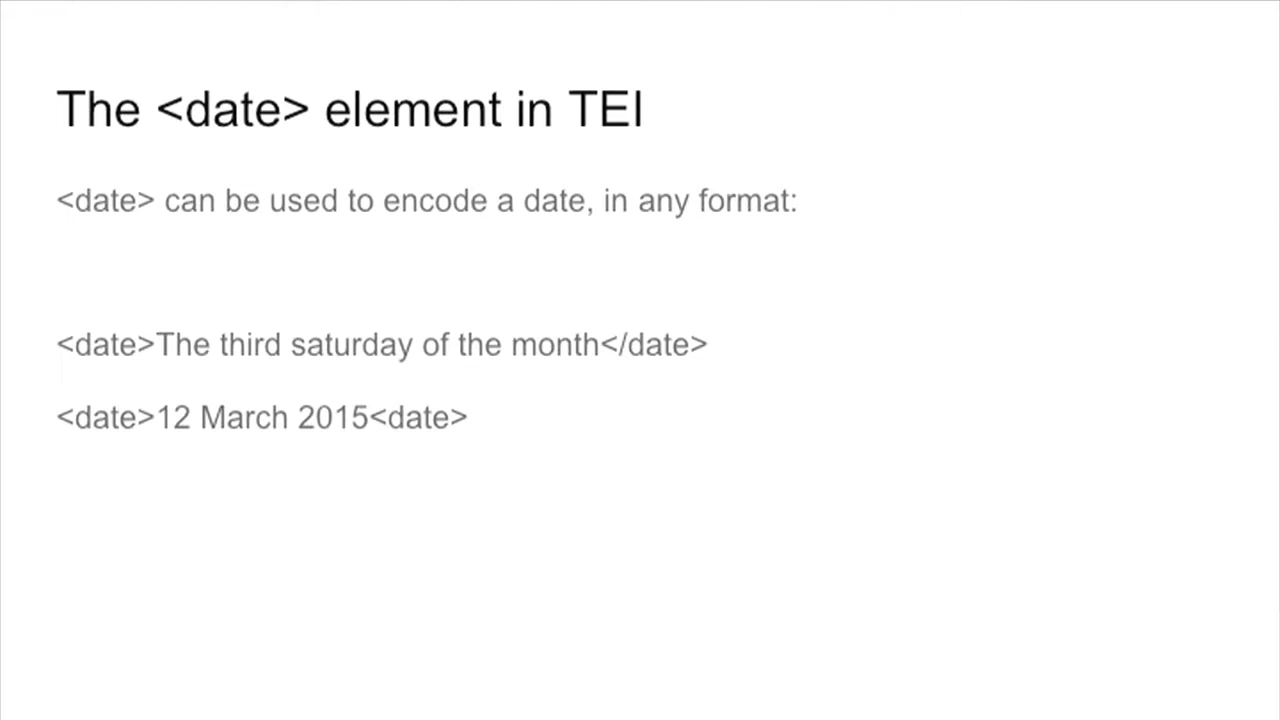 The <date> element in TEI
<date> can be used to encode a date, in any format:
<date>The third saturday of the month</date>
<date>12 March 2015<date>